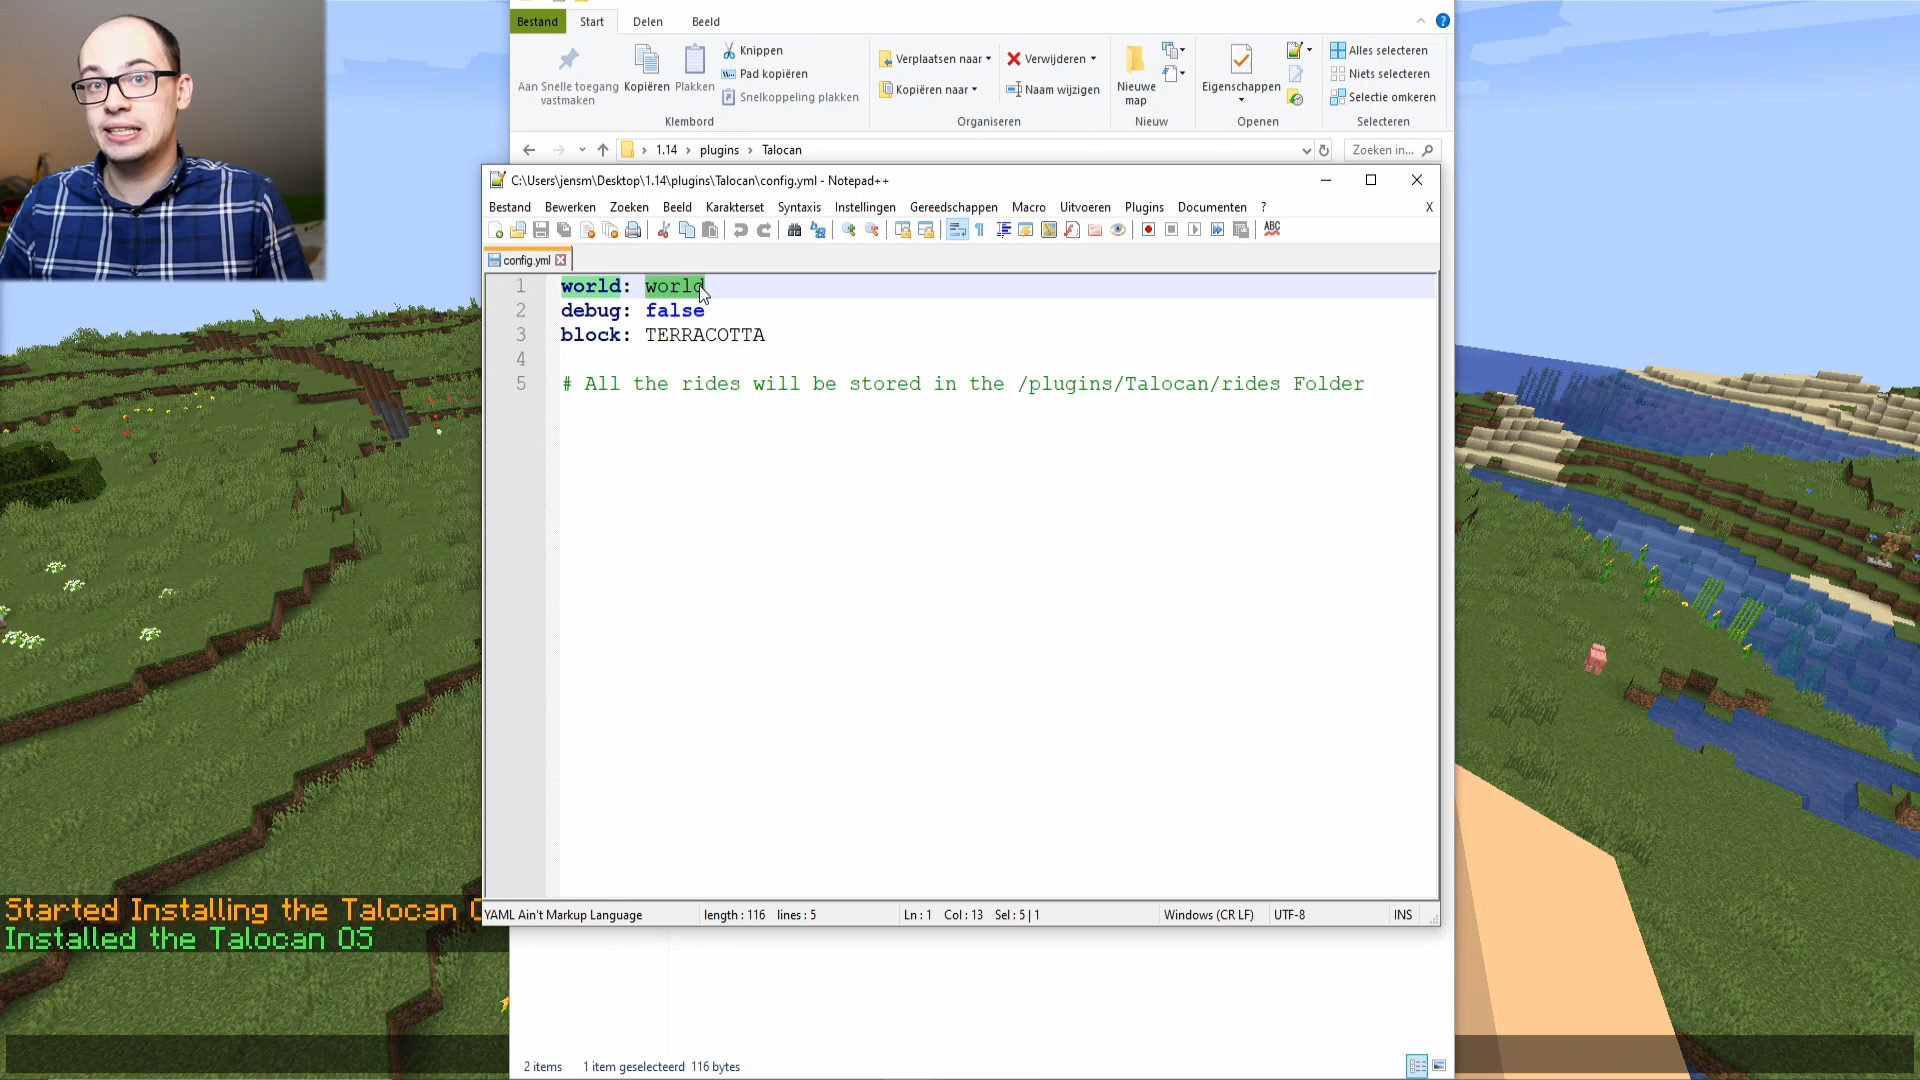 Bestand Start Delen Beeld
Knippen
Pad kopiëren
Snelkoppeling plakken
Aan Snelle toegang vastmaken
Kopiëren Plakken
Klembord
Verplaatsen naar Verwijderen
Kopiëren naar Naam wijzigen
Organiseren
Nieuwe map
Nieuw
Eigenschappen
Openen
Alles selecteren
Niets selecteren
Selectie omkeren
Selecteren
1.14 > plugins > Talocan
Zoeken in...
C:\Users\jensm\Desktop\1.14\plugins\Talocan\config.yml - Notepad++
Bestand Bewerken Zoeken Beeld Karakterset Syntaxis Instellingen Gereedschappen Macro Uitvoeren Plugins Documenten ? X
ABC
config.yml
1 world: world
2 debug: false
3 block: TERRACOTTA
4
5 # All the rides will be stored in the /plugins/Talocan/rides Folder
Started Installing the Talocan
Installed the Talocan OS
YAML Ain't Markup Language length : 116 lines : 5 Ln : 1 Col : 13 Sel : 5 | 1 Windows (CR LF) UTF-8 INS
2 items 1 item geselecteerd 116 bytes